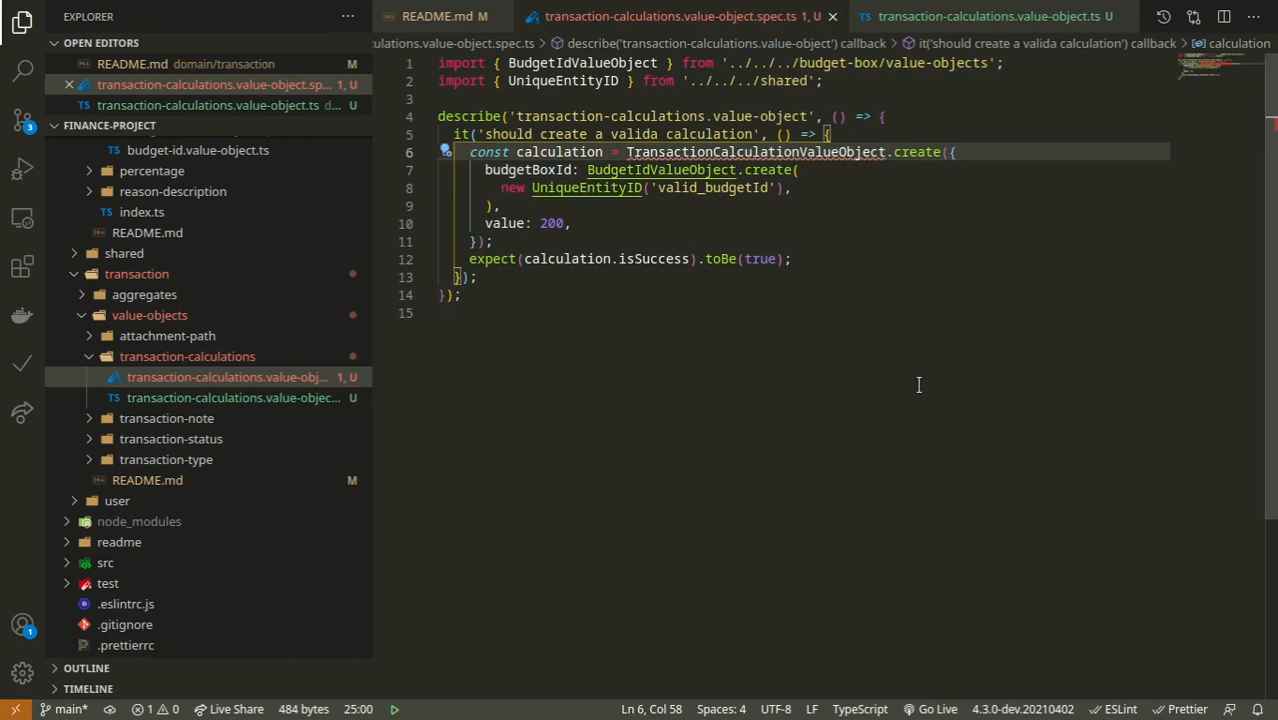 EXPLORER
README.md M
transaction-calculations.value-object.spec.ts 1, U
transaction-calculations.value-object.ts U
OPEN EDITORS
README.md domain/transaction M
transaction-calculations.value-object.sp... 1, U
transaction-calculations.value-object.ts d... U
FINANCE-PROJECT
budget-id.value-object.ts
percentage
reason-description
index.ts
README.md
shared
transaction
aggregates
value-objects
attachment-path
transaction-calculations
transaction-calculations.value-obj... 1, U
transaction-calculations.value-objec... U
transaction-note
transaction-status
transaction-type
README.md M
user
node_modules
readme
src
test
.eslintrc.js
.gitignore
.prettierrc
OUTLINE
TIMELINE
3
1
culations.value-object.spec.ts > describe('transaction-calculations.value-object') callback > it('should create a valida calculation') callback > calculation
1 import { BudgetIdValueObject } from '../../../budget-box/value-objects';
2 import { UniqueEntityID } from '../../../shared';
3
4 describe('transaction-calculations.value-object', () => {
5 it('should create a valida calculation', () => {
6 const calculation = TransactionCalculationValueObject.create({
7 budgetBoxId: BudgetIdValueObject.create(
8 new UniqueEntityID('valid_budgetId'),
9 ),
10 value: 200,
11 });
12 expect(calculation.isSuccess).toBe(true);
13 });
14 });
15
main* 1 0 Live Share 484 bytes 25:00 Ln 6, Col 58 Spaces: 4 UTF-8 LF TypeScript Go Live 4.3.0-dev.20210402 ESLint Prettier